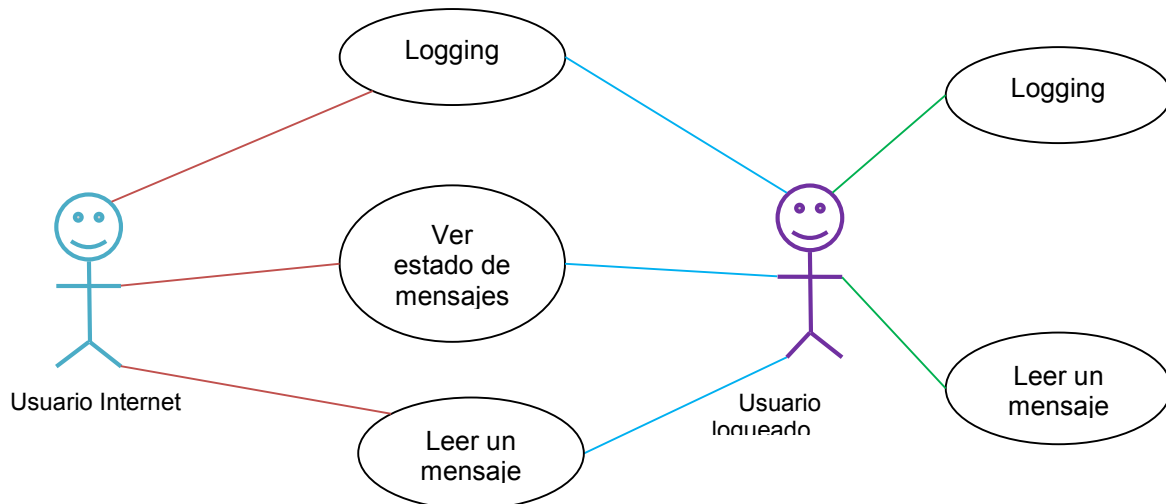 Logging
Logging
Ver
estado de
mensajes
Usuario Internet
Usuario
logueado
Leer un
mensaje
Leer un
mensaje